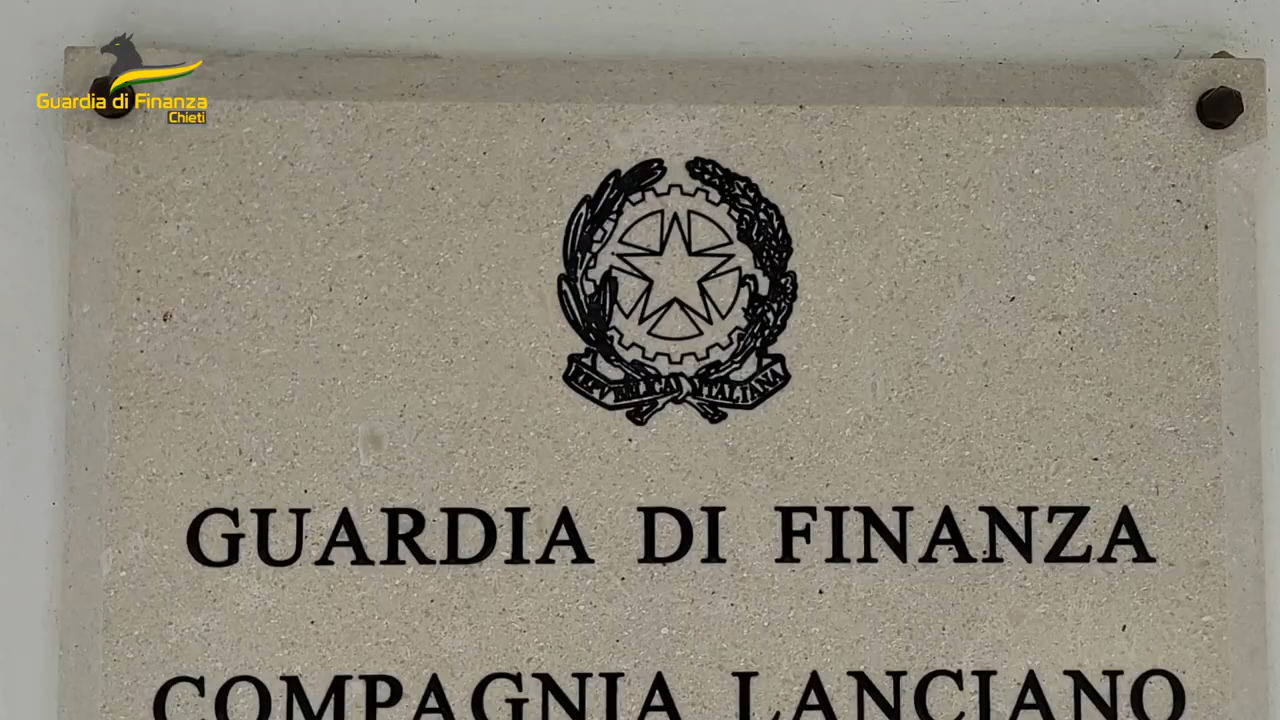 Guardia di Finanza
Chieti
REPVBBLICA ITALIANA
GUARDIA DI FINANZA
COMPAGNIA LANCIANO